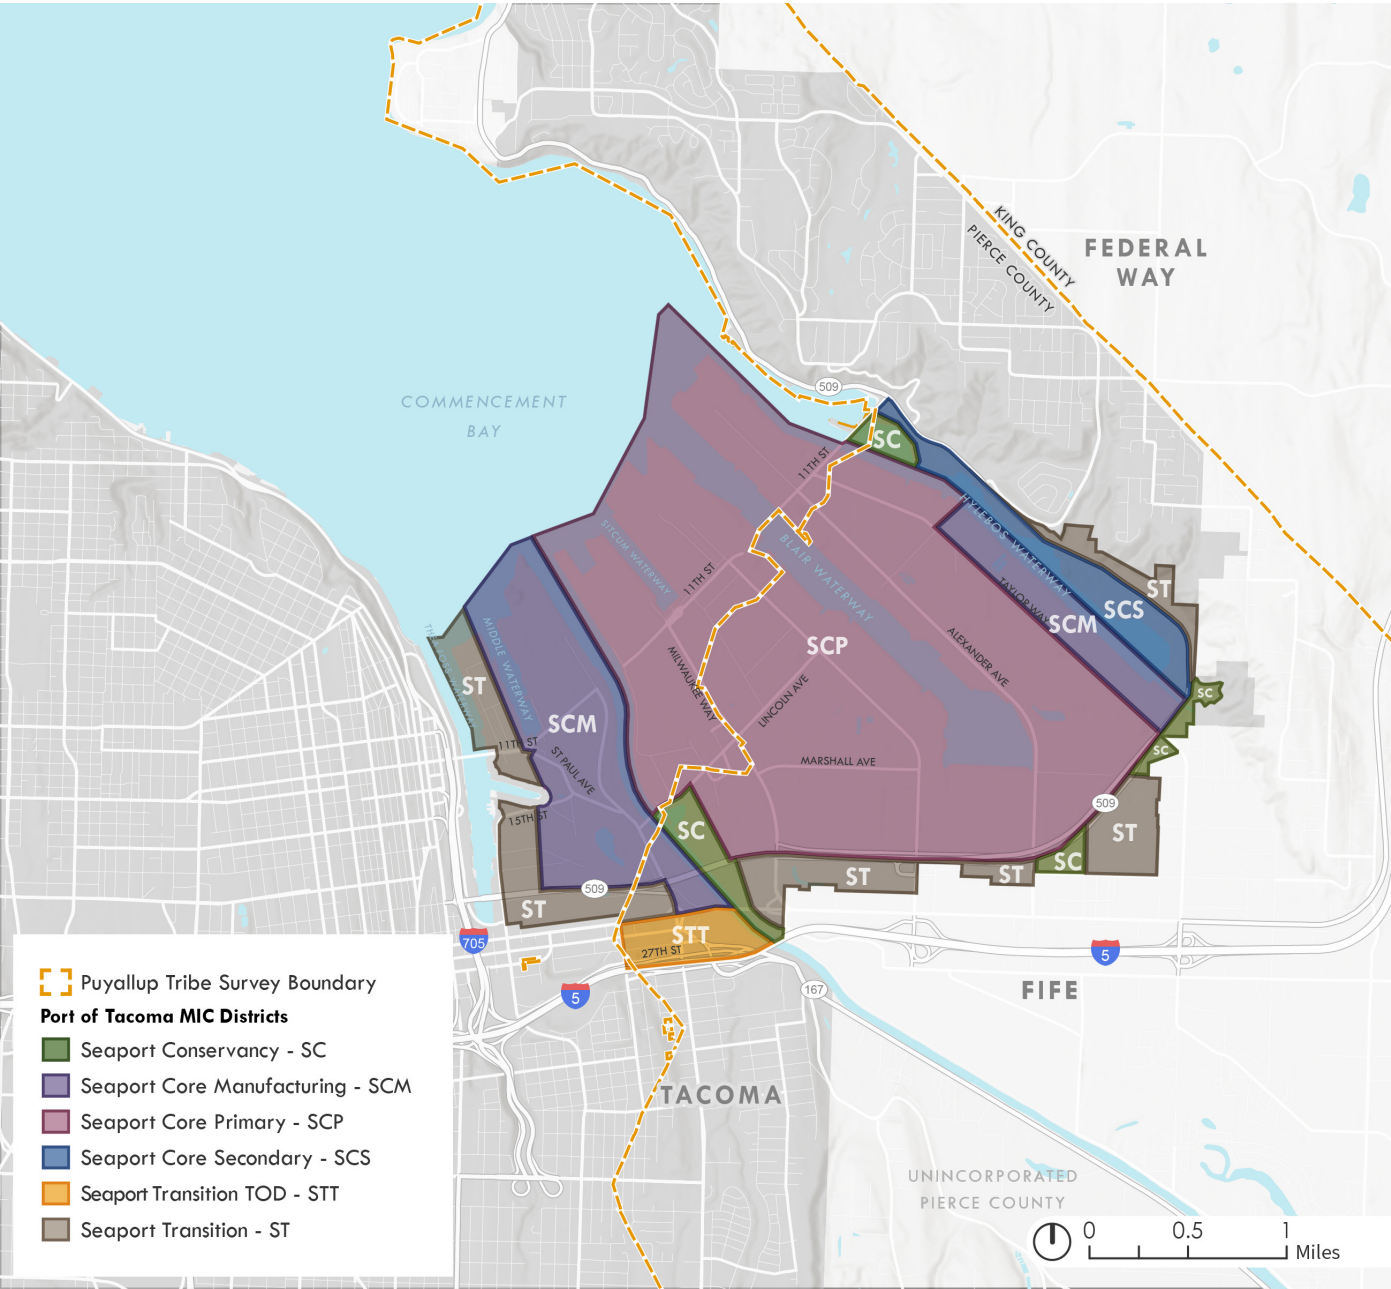 KING COUNTY
PIERCE COUNTY
FEDERAL
WAY
509
COMMENCEMENT
BAY
SC
11TH ST
HYLEBOS WATERWAY
SITCUM WATERWAY
BLAIR WATERWAY
11TH ST
ST
TAYLOR WAY
SCS
SCM
MIDDLE WATERWAY
SCP
ALEXANDER AVE
MILWAUKEE WAY
LINCOLN AVE
ST
SC
SCM
11TH ST
ST PAUL AVE
SC
MARSHALL AVE
509
15TH ST
SC
ST
SC
ST
ST
509
ST
STT
27TH ST
705
5
5
167
FIFE
TACOMA
UNINCORPORATED
PIERCE COUNTY
Puyallup Tribe Survey Boundary
Port of Tacoma MIC Districts
Seaport Conservancy - SC
Seaport Core Manufacturing - SCM
Seaport Core Primary - SCP
Seaport Core Secondary - SCS
Seaport Transition TOD - STT
Seaport Transition - ST
0 0.5 1
Miles